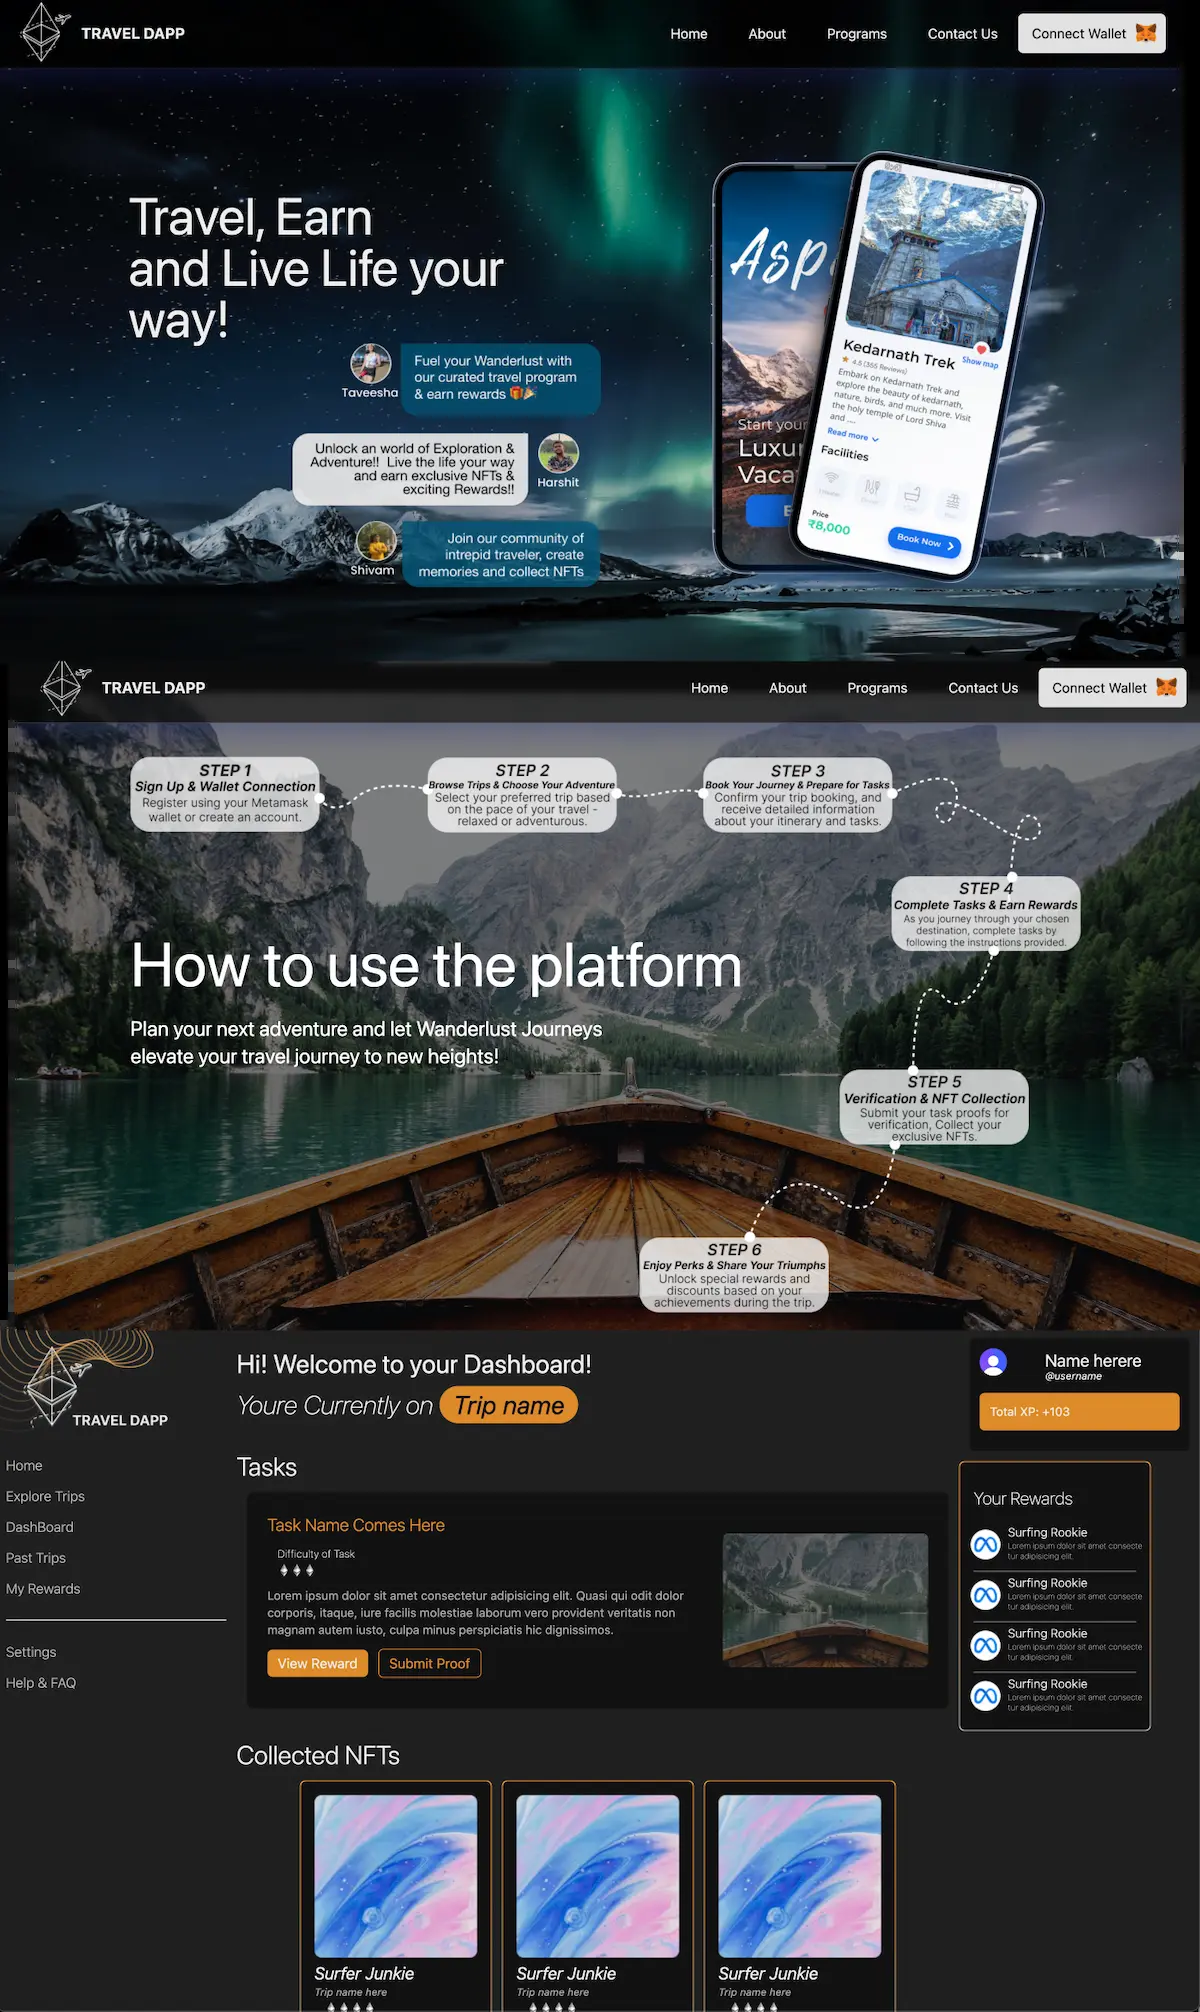 TRAVEL DAPP
Home
About
Programs
Contact Us
Connect Wallet
Travel, Earn
and Live Life your
way!
Taveesha
Fuel your Wanderlust with
our curated travel program
& earn rewards 🎁🎉
Unlock an world of Exploration &
Adventure!! Live the life your way
and earn exclusive NFTs &
exciting Rewards!!
Harshit
Shivam
Join our community of
intrepid traveler, create
memories and collect NFTs
Start your
Kedarnath Trek
4.8 (355 Reviews)
Show map
Embark on Kedarnath Trek and
explore the beauty of kedarnath,
nature, birds, and much more. Visit
the holy temple of Lord Shiva
and ....
Read more
Facilities
Price
₹8,000
Book Now
TRAVEL DAPP
Home
About
Programs
Contact Us
Connect Wallet
STEP 1
Sign Up & Wallet Connection
Register using your Metamask
wallet or create an account.
STEP 2
Browse Trips & Choose Your Adventure
Select your preferred trip based
on the pace of your travel -
relaxed or adventurous.
STEP 3
Book Your Journey & Prepare for Tasks
Confirm your trip booking, and
receive detailed information
about your itinerary and tasks.
STEP 4
Complete Tasks & Earn Rewards
As you journey through your chosen
destination, complete tasks by
following the instructions provided.
How to use the platform
Plan your next adventure and let Wanderlust Journeys
elevate your travel journey to new heights!
STEP 5
Verification & NFT Collection
Submit your task proofs for
verification, Collect your
exclusive NFTs.
STEP 6
Enjoy Perks & Share Your Triumphs
Unlock special rewards and
discounts based on your
achievements during the trip.
TRAVEL DAPP
Home
Explore Trips
DashBoard
Past Trips
My Rewards
Settings
Help & FAQ
Hi! Welcome to your Dashboard!
Youre Currently on Trip name
Tasks
Task Name Comes Here
Difficulty of Task
Lorem ipsum dolor sit amet consectetur adipisicing elit. Quasi qui odit dolor
corporis, itaque, iure facilis molestiae laborum vero provident veritatis non
magnam autem iusto, culpa minus perspiciatis hic dignissimos.
View Reward
Submit Proof
Name herere
@username
Total XP: +103
Your Rewards
Surfing Rookie
Lorem ipsum dolor sit amet consecte
tur adipisicing elit.
Surfing Rookie
Lorem ipsum dolor sit amet consecte
tur adipisicing elit.
Surfing Rookie
Lorem ipsum dolor sit amet consecte
tur adipisicing elit.
Surfing Rookie
Lorem ipsum dolor sit amet consecte
tur adipisicing elit.
Collected NFTs
Surfer Junkie
Trip name here
Surfer Junkie
Trip name here
Surfer Junkie
Trip name here